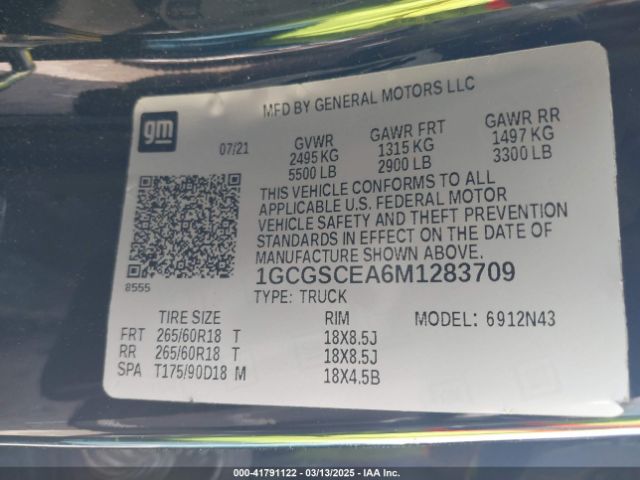 MFD BY GENERAL MOTORS LLC
gm
07/21
GVWR GAWR FRT GAWR RR
2495 KG 1315 KG 1497 KG
5500 LB 2900 LB 3300 LB
THIS VEHICLE CONFORMS TO ALL
APPLICABLE U.S. FEDERAL MOTOR
VEHICLE SAFETY AND THEFT PREVENTION
STANDARDS IN EFFECT ON THE DATE OF
MANUFACTURE SHOWN ABOVE.
8555
1GCGSCEA6M1283709
TYPE: TRUCK
TIRE SIZE RIM MODEL: 6912N43
FRT 265/60R18 T 18X8.5J
RR 265/60R18 T 18X8.5J
SPA T175/90D18 M 18X4.5B
000-41791122 - 03/13/2025 - IAA Inc.